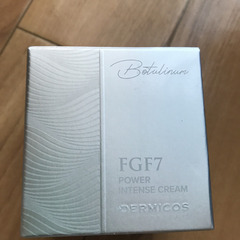 Botulinum
FGF7
POWER
INTENSE CREAM
DERMICOS